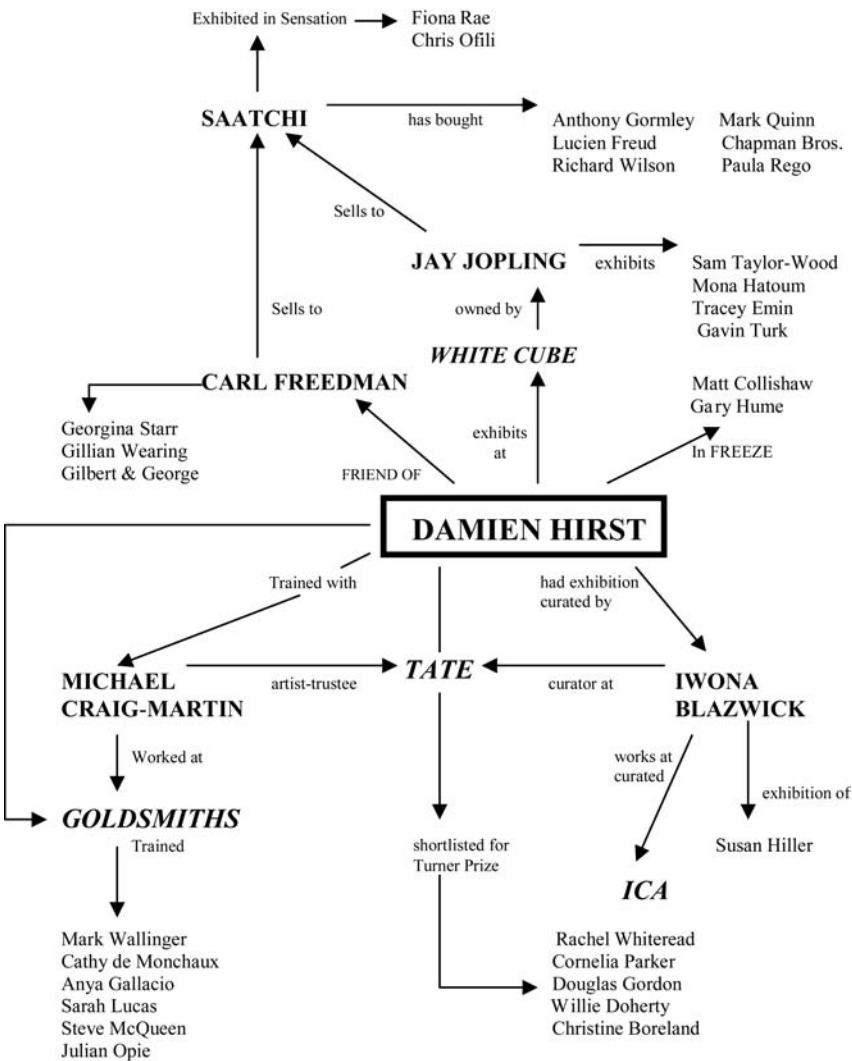 Exhibited in Sensation
Fiona Rae
Chris Ofili
SAATCHI
has bought
Anthony Gormley Mark Quinn
Lucien Freud Chapman Bros.
Richard Wilson Paula Rego
Sells to
JAY JOPLING
exhibits
Sam Taylor-Wood
Mona Hatoum
Tracey Emin
Gavin Turk
Sells to
owned by
WHITE CUBE
CARL FREEDMAN
Georgina Starr
Gillian Wearing
Gilbert & George
Matt Collishaw
Gary Hume
exhibits
at
In FREEZE
FRIEND OF
DAMIEN HIRST
Trained with
had exhibition
curated by
MICHAEL
CRAIG-MARTIN
artist-trustee
TATE
curator at
IWONA
BLAZWICK
Worked at
works at
curated
exhibition of
GOLDSMITHS
Trained
shortlisted for
Turner Prize
Susan Hiller
ICA
Mark Wallinger
Cathy de Monchaux
Anya Gallacio
Sarah Lucas
Steve McQueen
Julian Opie
Rachel Whiteread
Cornelia Parker
Douglas Gordon
Willie Doherty
Christine Boreland